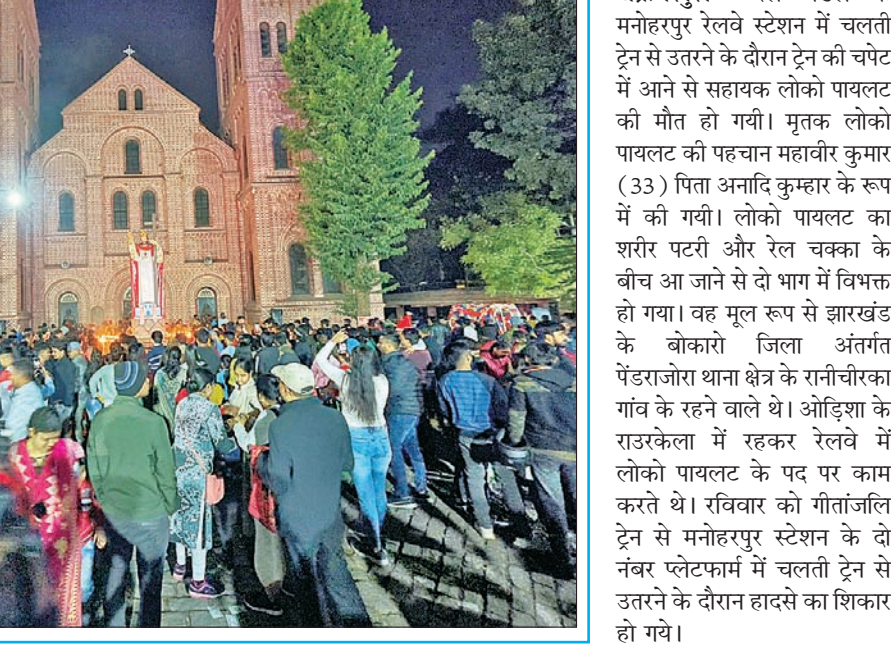 मनोहरपुर रेलवे स्टेशन में चलती
ट्रेन से उतरने के दौरान ट्रेन की चपेट
में आने से सहायक लोको पायलट
की मौत हो गयी। मृतक लोको
पायलट की पहचान महावीर कुमार
(33) पिता अनादि कुम्हार के रूप
में की गयी। लोको पायलट का
शरीर पटरी और रेल चक्का के
बीच आ जाने से दो भाग में विभक्त
हो गया। वह मूल रूप से झारखंड
के बोकारो जिला अंतर्गत
पेंडराजोरा थाना क्षेत्र के रानीचीरका
गांव के रहने वाले थे। ओड़िशा के
राउरकेला में रहकर रेलवे में
लोको पायलट के पद पर काम
करते थे। रविवार को गीतांजलि
ट्रेन से मनोहरपुर स्टेशन के दो
नंबर प्लेटफार्म में चलती ट्रेन से
उतरने के दौरान हादसे का शिकार
हो गये।